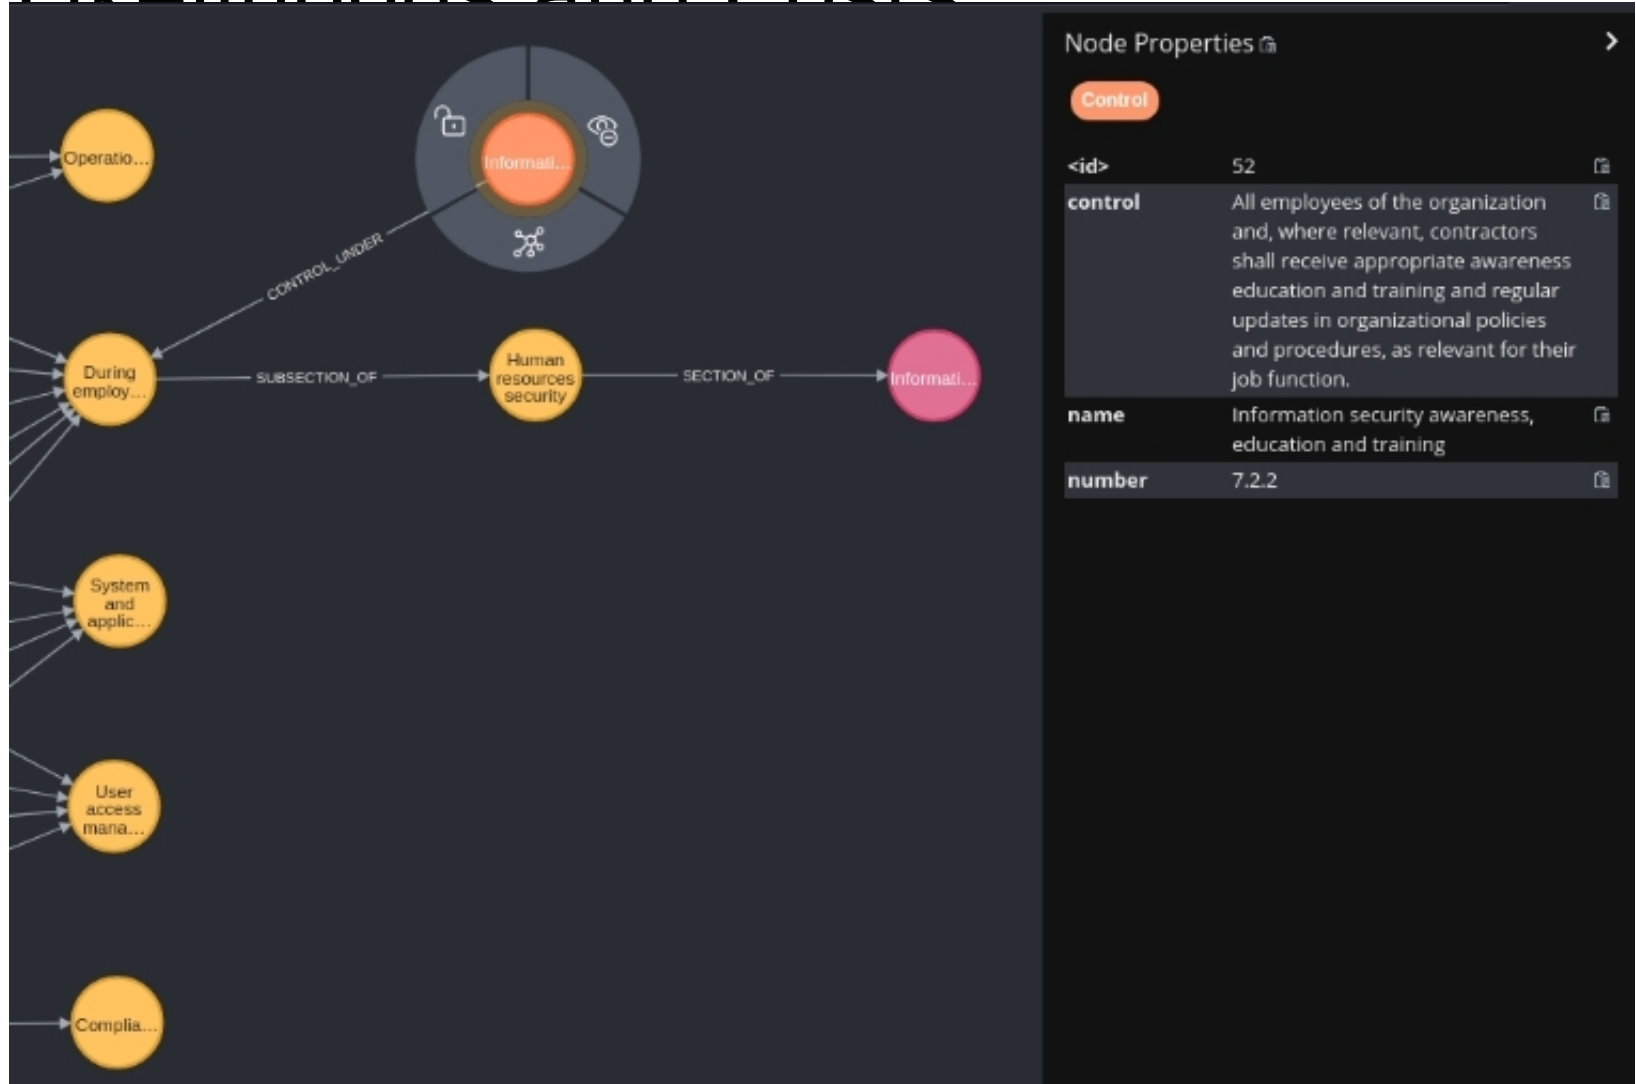 Node Properties
Control
<id> 52
control All employees of the organization
and, where relevant, contractors
shall receive appropriate awareness
education and training and regular
updates in organizational policies
and procedures, as relevant for their
job function.
name Information security awareness,
education and training
number 7.2.2
Operatio...
Informati...
CONTROL_UNDER
During
employ...
SUBSECTION_OF
Human
resources
security
SECTION_OF
Informati...
System
and
applic...
User
access
mana...
Complia...